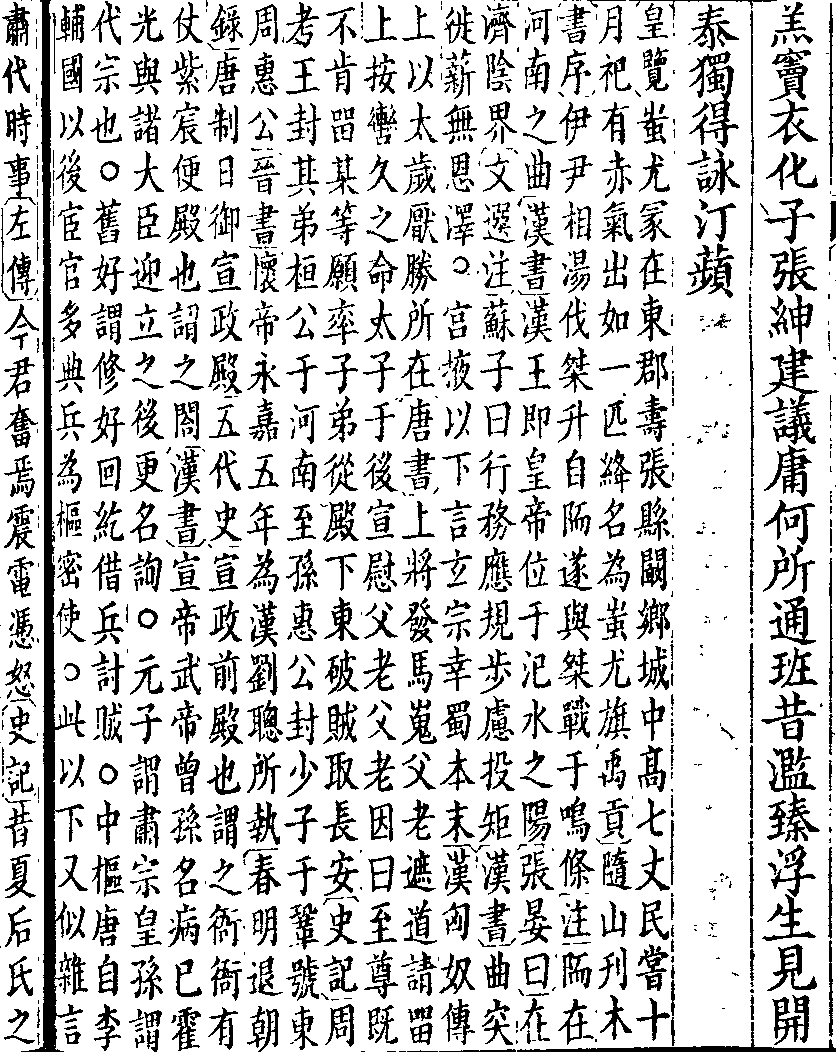 羔竇衣化子張紳建議庸何所通班昔濫臻浮生見開
泰獨得詠汀蘋
皇覽蚩尤冢在東郡壽張縣闞鄉城中高七丈民嘗十
月祀有赤氣出如一匹絳名為蚩尤旗禹貢隨山刊木
書序伊尹相湯伐桀升自陑遂與桀戰于鳴條注陑在
河南之曲漢書漢王即皇帝位于汜水之陽張晏曰在
濟陰界文選注蘇子曰行務應規步慮投矩漢書曲突
徙薪無恩澤○宮掖以下言玄宗幸蜀本末漢匈奴傳
上以太歲厭勝所在唐書上將發馬嵬父老遮道請畱
上按轡久之命太子于後宣慰父老父老因曰至尊既
不肯畱某等願率子弟從殿下東破賊取長安史記周
考王封其弟桓公于河南至孫惠公封少子于鞏號東
周惠公晉書懷帝永嘉五年為漢劉聰所執春明退朝
錄唐制日御宣政殿五代史宣政前殿也謂之衙衙有
仗紫宸便殿也謂之閤漢書宣帝武帝曾孫名病已霍
光與諸大臣迎立之後更名詢○元子謂肅宗皇孫謂
代宗也○舊好謂修好回紇借兵討賊○中樞唐自李
輔國以後宦官多典兵為樞密使○此以下又似雜言
肅代時事左傳今君奮焉震電憑怒史記昔夏后氏之